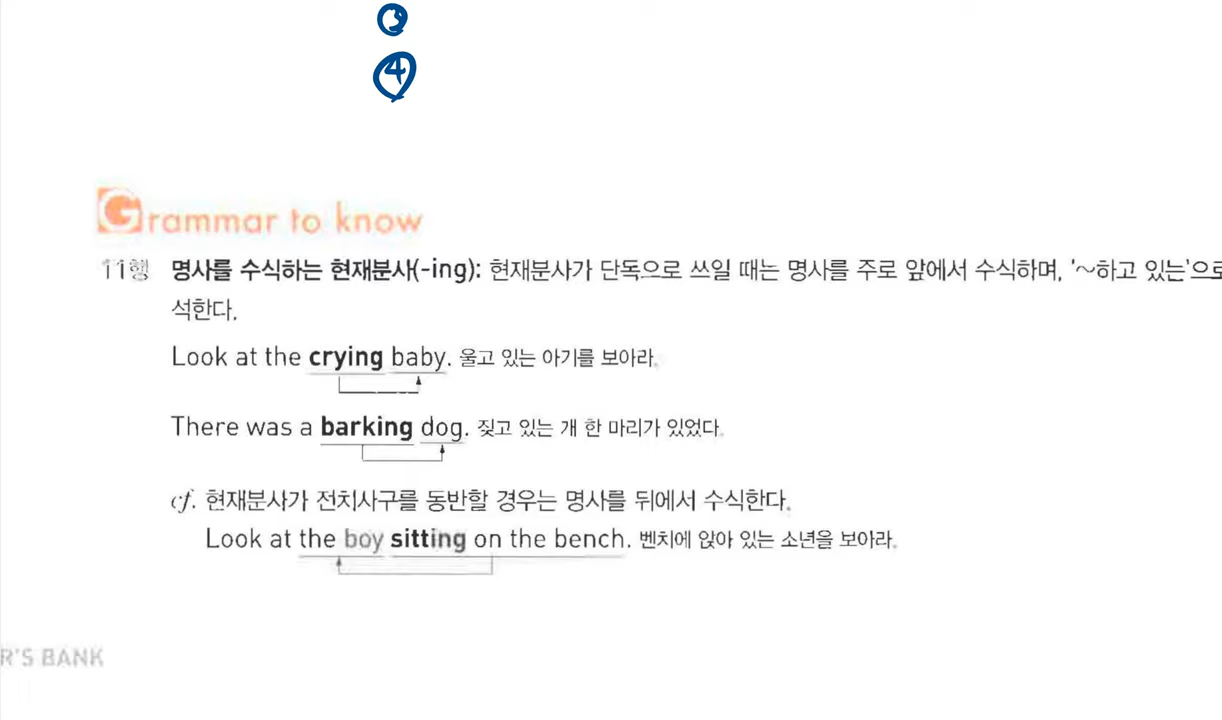 ③
④
Grammar to know
11행 명사를 수식하는 현재분사(-ing): 현재분사가 단독으로 쓰일 때는 명사를 주로 앞에서 수식하며, '~하고 있는'으로
석한다.
Look at the crying baby. 울고 있는 아기를 보아라.
There was a barking dog. 짖고 있는 개 한 마리가 있었다.
cf. 현재분사가 전치사구를 동반할 경우는 명사를 뒤에서 수식한다.
Look at the boy sitting on the bench. 벤치에 앉아 있는 소년을 보아라.
R'S BANK